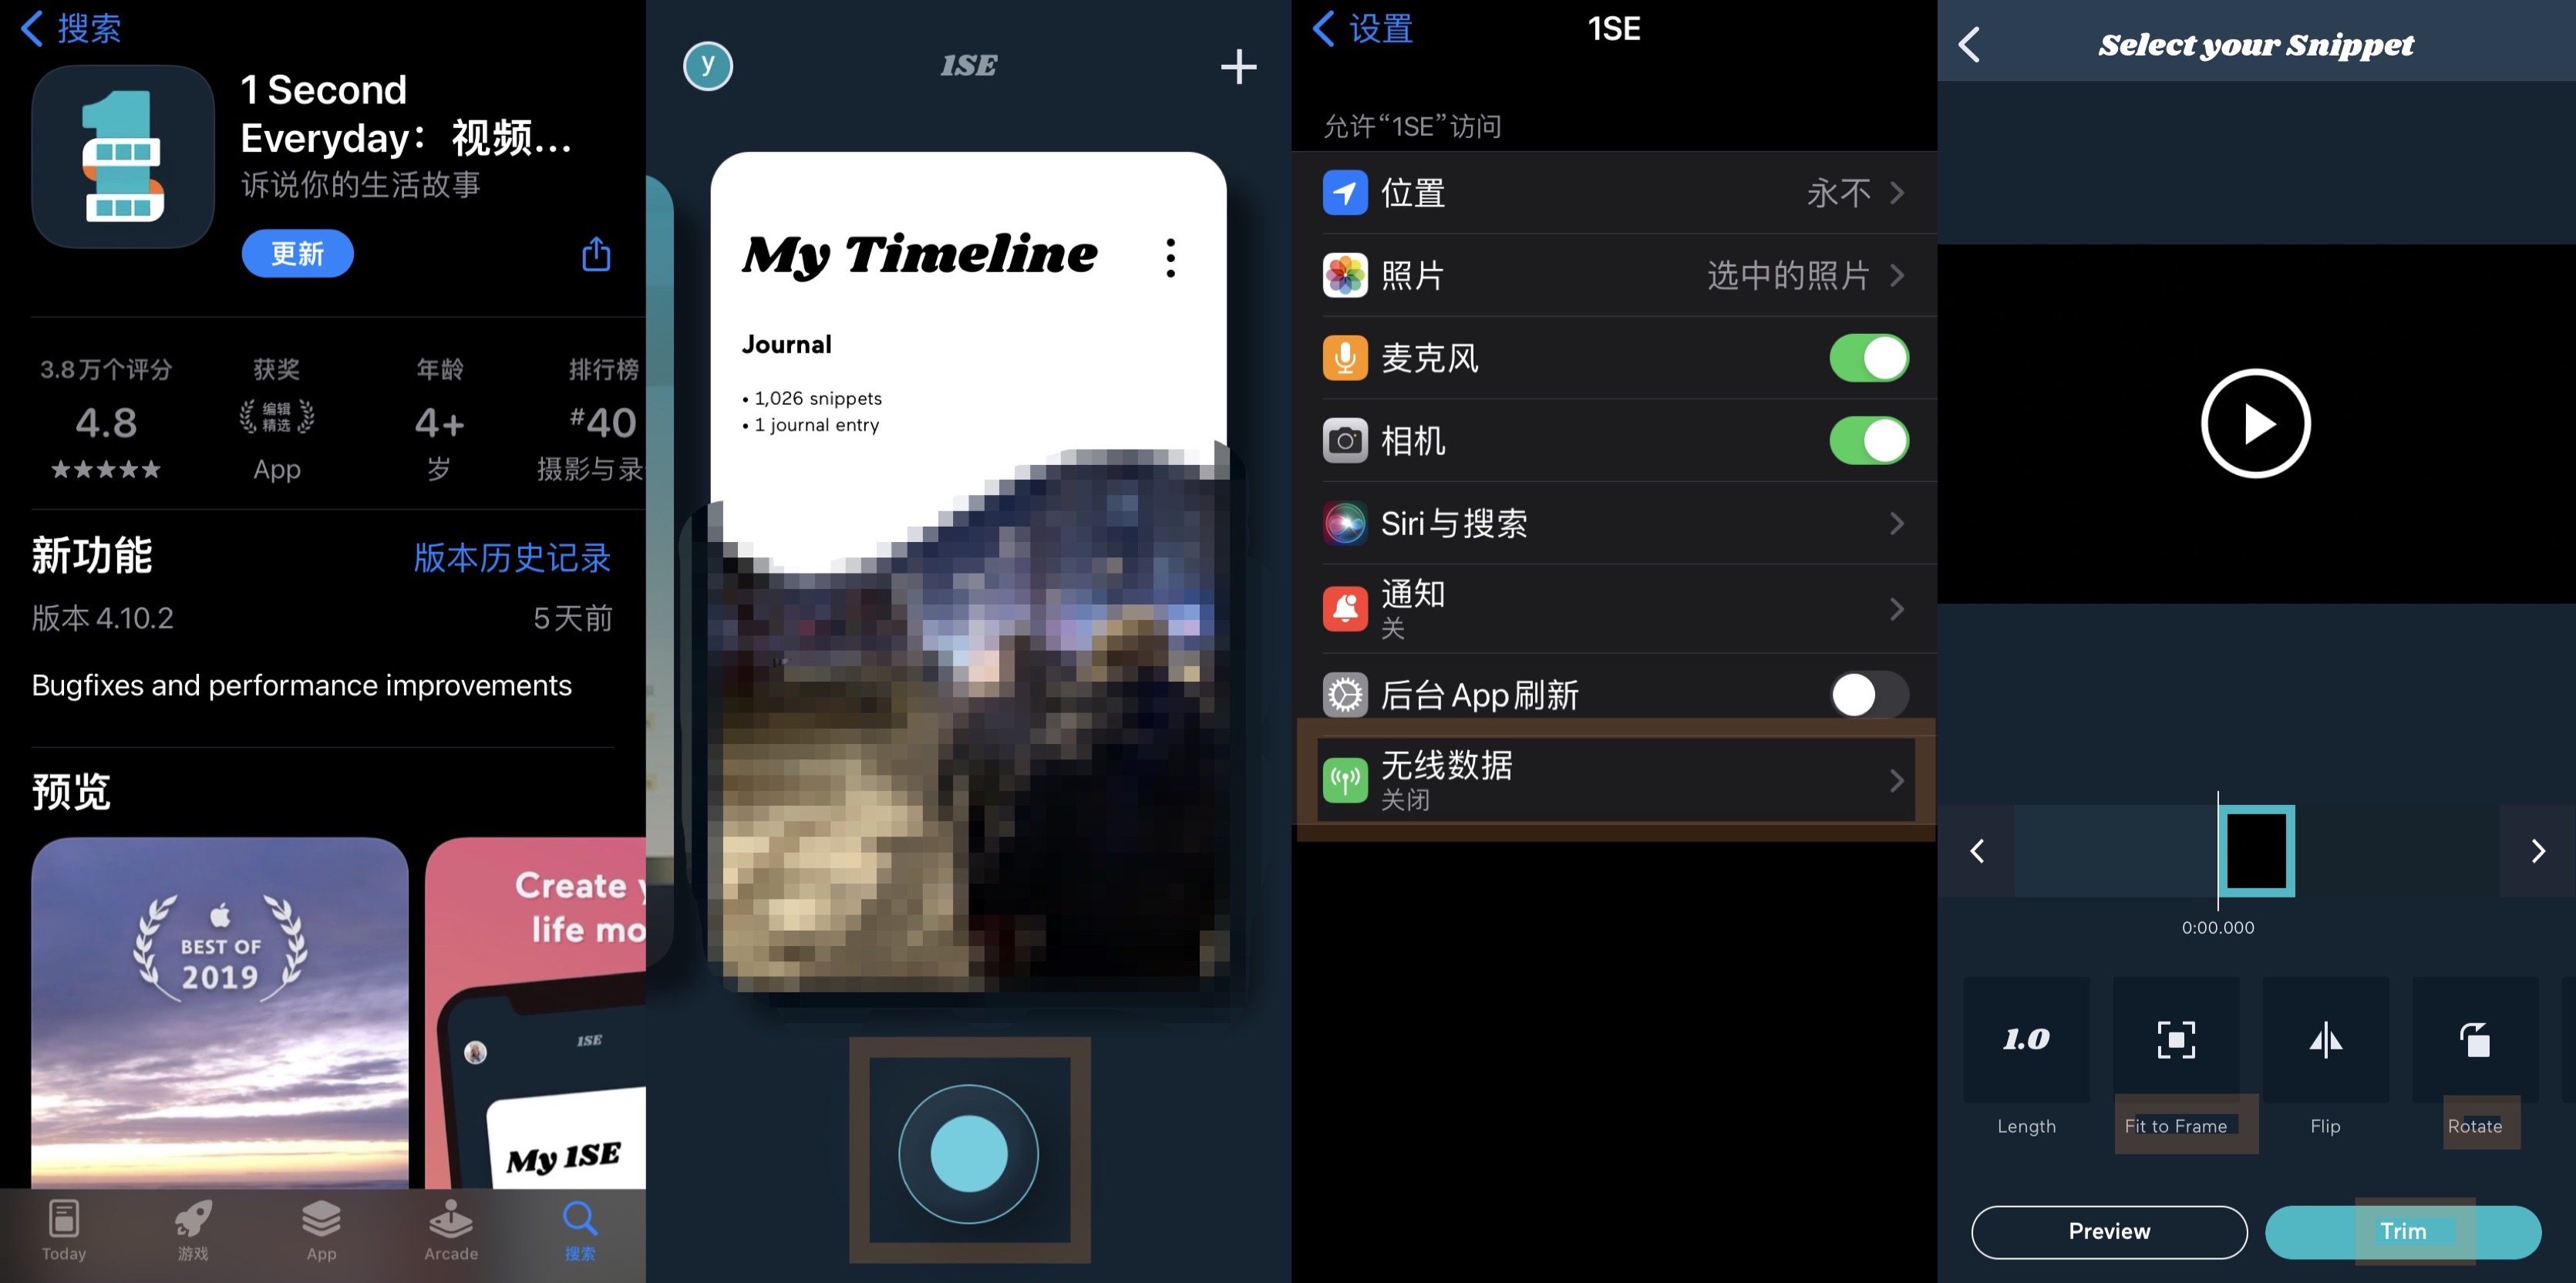 搜索
1 Second
Everyday：视频...
诉说你的生活故事
更新
3.8万个评分
获奖
年龄
排行榜
4.8
编辑
精选
4+
#40
App
岁
摄影与录
新功能
版本历史记录
版本 4.10.2
5天前
Bugfixes and performance improvements
预览
BEST OF
2019
Create
life mo
1SE
My 1SE
Today
游戏
App
Arcade
搜索
y
1SE
My Timeline
Journal
• 1,026 snippets
• 1 journal entry
设置
1SE
允许“1SE”访问
位置
永不
照片
选中的照片
麦克风
相机
Siri与搜索
通知
关
后台App刷新
无线数据
关闭
Select your Snippet
0:00.000
1.0
Length
Fit to Frame
Flip
Rotate
Preview
Trim